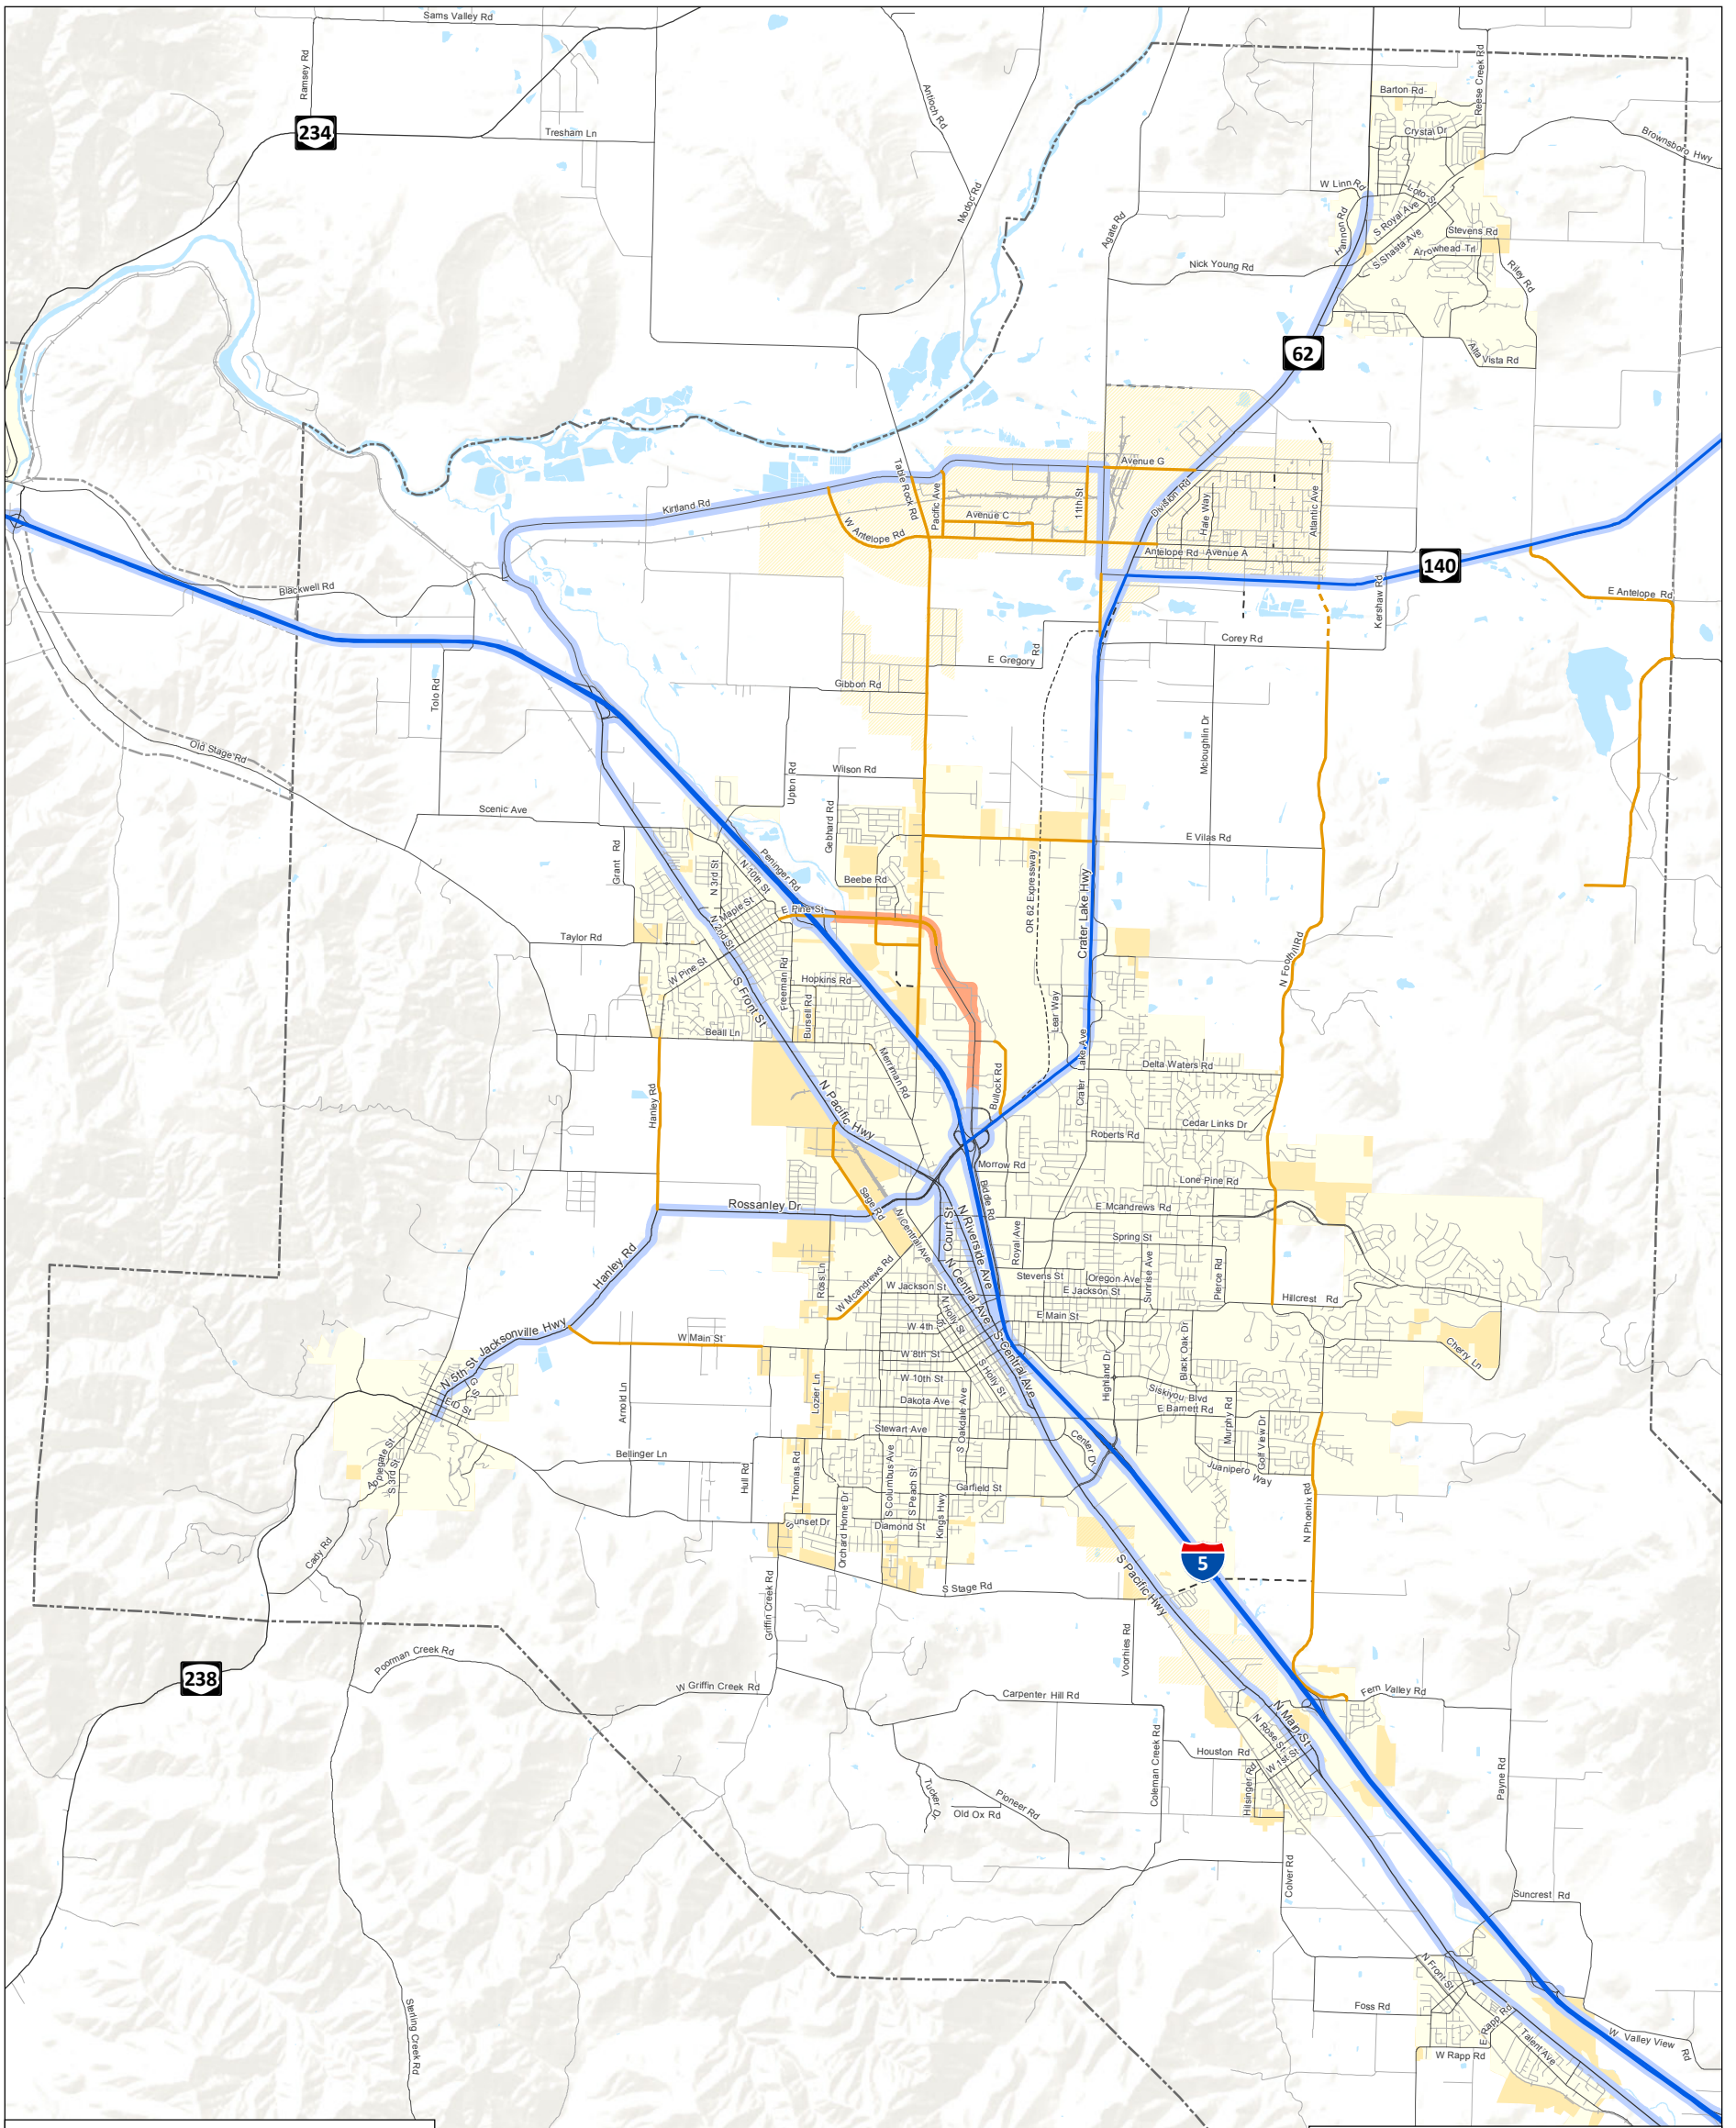 Sams Valley Rd
Ramsey Rd
234
Tresham Ln
Antioch Rd
Modoc Rd
Agate Rd
Barton Rd
Reese Creek Rd
Crystal Dr
Brownsboro Hwy
W Linn Rd
Loto St
S Royal Ave
Hannon Rd
S Shasta Ave
Stevens Rd
Arrowhead Trl
Riley Rd
Nick Young Rd
62
Alta Vista Rd
Avenue G
Table Rock Rd
Kirtland Rd
Pacific Ave
11th St
Division Rd
Hale Way
Atlantic Ave
Avenue C
W Antelope Rd
Antelope Rd
Avenue A
140
Kershaw Rd
E Antelope Rd
Blackwell Rd
Corey Rd
E Gregory Rd
Gibbon Rd
Tolo Rd
Mcloughlin Dr
Old Stage Rd
Wilson Rd
Upton Rd
Scenic Ave
Gebhard Rd
E Vilas Rd
Grant Rd
Peninger Rd
N 3rd St
N 10th St
Beebe Rd
OR 62 Expressway
Crater Lake Hwy
Maple St
E Pine St
N 2nd St
Taylor Rd
N Foothill Rd
W Pine St
S Front St
Freeman Rd
Hopkins Rd
Bursell Rd
Lear Way
Beall Ln
Merriman Rd
Crater Lake Ave
Delta Waters Rd
Bullock Rd
Hanley Rd
N Pacific Hwy
Cedar Links Dr
Roberts Rd
Morrow Rd
Lone Pine Rd
Rossanley Dr
Sage Rd
Biddle Rd
E Mcandrews Rd
N Central Ave
Court St
N Riverside Ave
Royal Ave
Spring St
Hanley Rd
Ross Ln
W Mcandrews Rd
Stevens St
Oregon Ave
Sunrise Ave
Pierce Rd
W Jackson St
N Central Ave
E Jackson St
N Holly St
Hillcrest Rd
N 5th St
Jacksonville Hwy
W Main St
W 4th St
E Main St
S Central Ave
Black Oak Dr
Cherry Ln
W 8th St
S Holly St
Highland Dr
G St
E D St
W 10th St
Siskiyou Blvd
Arnold Ln
Lozier Ln
Dakota Ave
E Barnett Rd
Stewart Ave
S Oakdale Ave
Murphy Rd
Golf View Dr
Applegate St
S 3rd St
Bellinger Ln
Hull Rd
Thomas Rd
S Columbus Ave
S Peach St
Center Dr
Juanipero Way
Garfield St
Kings Hwy
Orchard Home Dr
Sunset Dr
Diamond St
N Phoenix Rd
Cady Rd
5
S Pacific Hwy
S Stage Rd
Griffin Creek Rd
Voorhies Rd
Poorman Creek Rd
238
W Griffin Creek Rd
Carpenter Hill Rd
Fern Valley Rd
N Main St
N Rose St
Coleman Creek Rd
Houston Rd
W 1st St
Hilsinger Rd
Payne Rd
Tucker Dr
Pioneer Rd
Old Ox Rd
Colver Rd
Suncrest Rd
N Front St
Foss Rd
Sterling Creek Rd
E Rapp Rd
Talent Ave
W Rapp Rd
W Valley View Rd